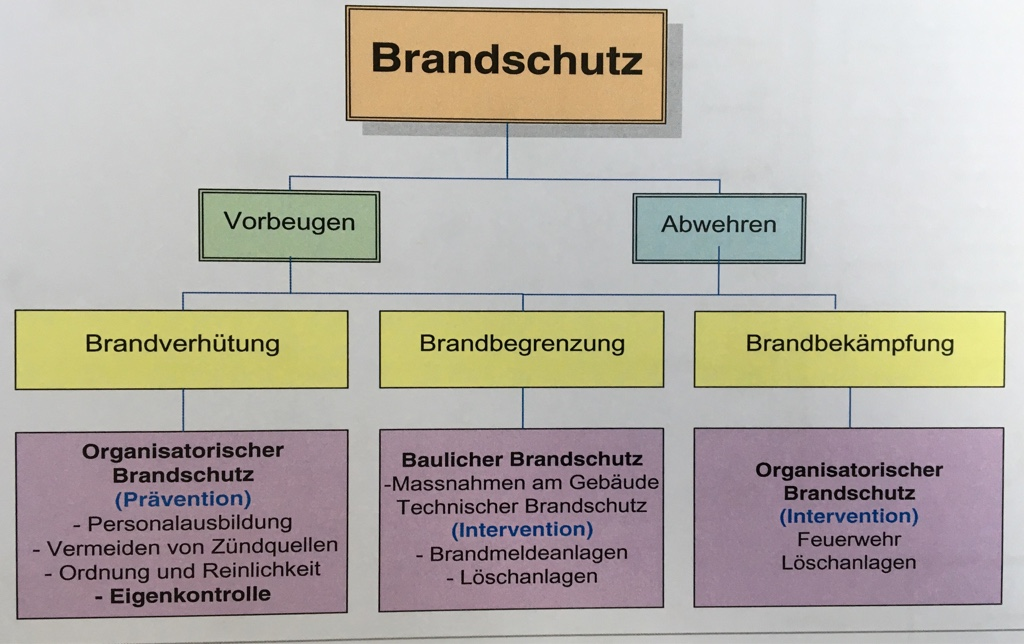 Brandschutz
Vorbeugen
Abwehren
Brandverhütung
Brandbegrenzung
Brandbekämpfung
Organisatorischer
Brandschutz
(Prävention)
- Personalausbildung
- Vermeiden von Zündquellen
- Ordnung und Reinlichkeit
- Eigenkontrolle
Baulicher Brandschutz
-Massnahmen am Gebäude
Technischer Brandschutz
(Intervention)
- Brandmeldeanlagen
- Löschanlagen
Organisatorischer
Brandschutz
(Intervention)
Feuerwehr
Löschanlagen